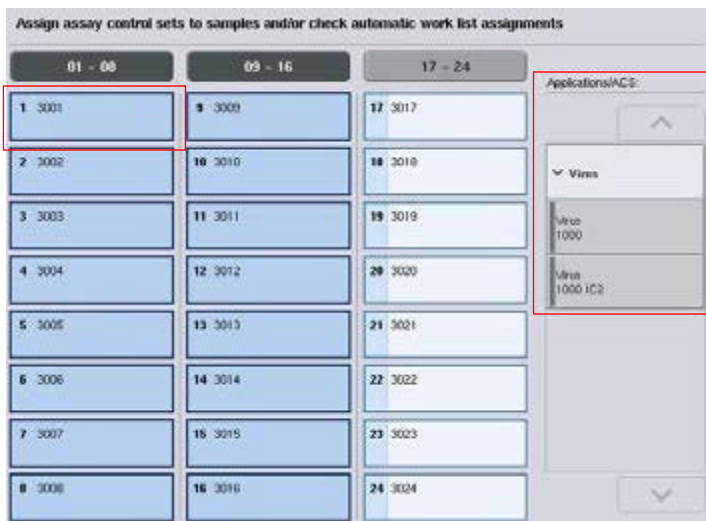 Assign assay control sets to samples and/or check automatic work list assignments
01 - 08
09 - 16
17 - 24
Applications/ACS:
1 3001
9 3009
17 3017
2 3002
10 3010
18 3018
Virus
3 3003
11 3011
19 3019
Virus
1000
4 3004
12 3012
20 3020
Virus
1000 IC2
5 3005
13 3013
21 3021
6 3006
14 3014
22 3022
7 3007
15 3015
23 3023
8 3008
16 3016
24 3024